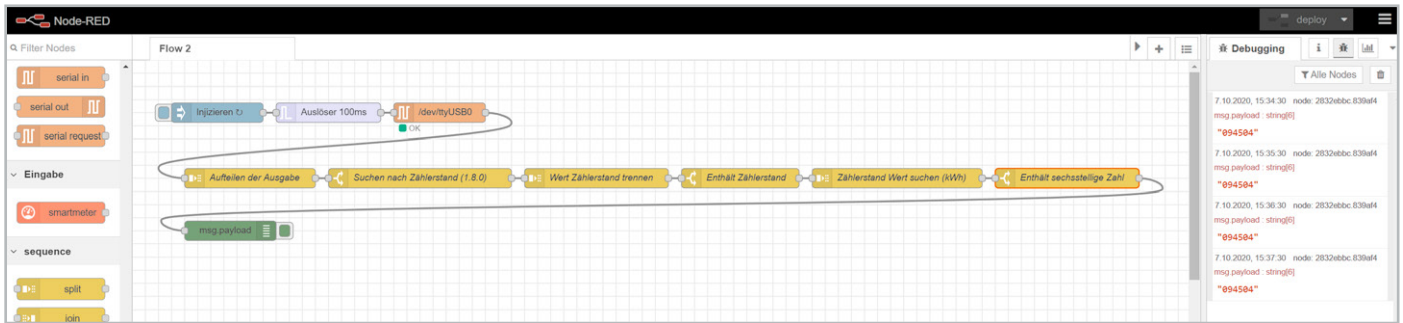 Node-RED
deploy
Filter Nodes
Flow 2
Debugging
Alle Nodes
serial in
serial out
serial request
Eingabe
smartmeter
sequence
split
join
Injizieren ↻
Auslöser 100ms
/dev/ttyUSB0
OK
Aufteilen der Ausgabe
Suchen nach Zählerstand (1.8.0)
Wert Zählerstand trennen
Enthält Zählerstand
Zählerstand Wert suchen (kWh)
Enthält sechsstellige Zahl
msg.payload
7.10.2020, 15:34:30 node: 2832ebbc.839af4
msg.payload : string[6]
"094504"
7.10.2020, 15:35:30 node: 2832ebbc.839af4
msg.payload : string[6]
"094504"
7.10.2020, 15:36:30 node: 2832ebbc.839af4
msg.payload : string[6]
"094504"
7.10.2020, 15:37:30 node: 2832ebbc.839af4
msg.payload : string[6]
"094504"